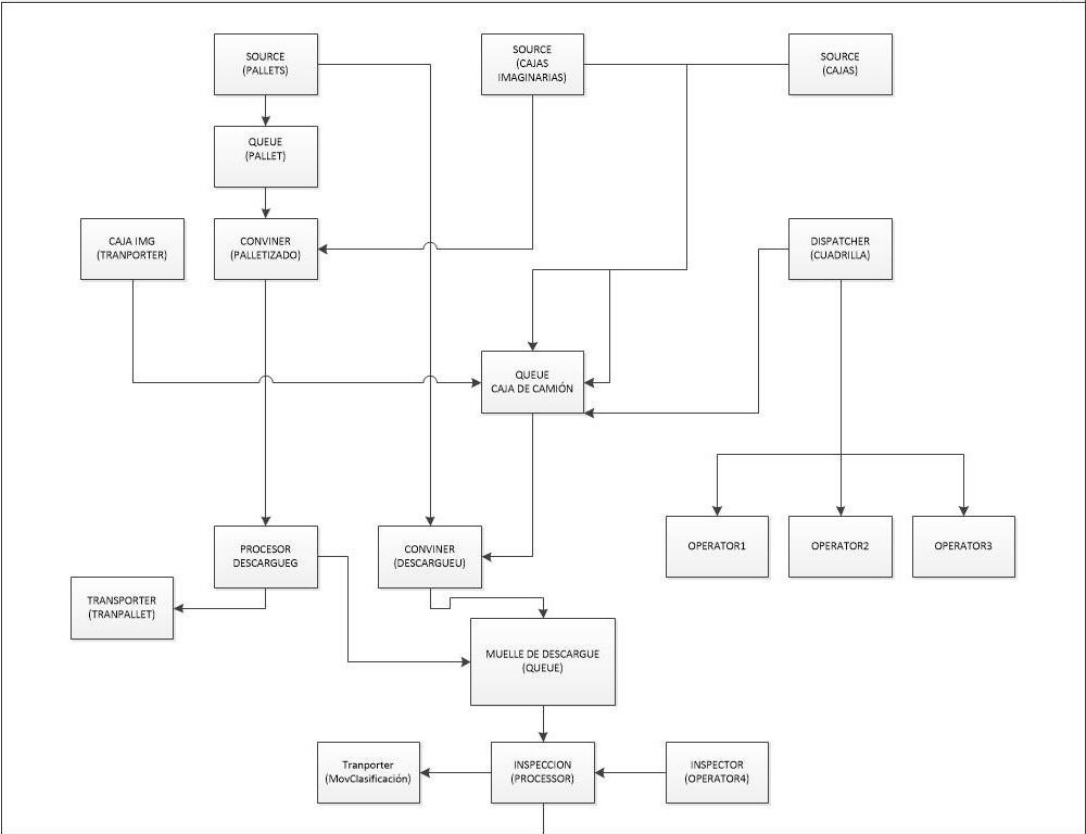 SOURCE
(PALLETS)
SOURCE
(CAJAS
IMAGINARIAS)
SOURCE
(CAJAS)
QUEUE
(PALLET)
CAJA IMG
(TRANPORTER)
CONVINER
(PALLETIZADO)
DISPATCHER
(CUADRILLA)
QUEUE
CAJA DE CAMIÓN
PROCESOR
DESCARGUEG
CONVINER
(DESCARGUEU)
OPERATOR1
OPERATOR2
OPERATOR3
TRANSPORTER
(TRANPALLET)
MUELLE DE DESCARGUE
(QUEUE)
Tranporter
(MovClasificación)
INSPECCION
(PROCESSOR)
INSPECTOR
(OPERATOR4)